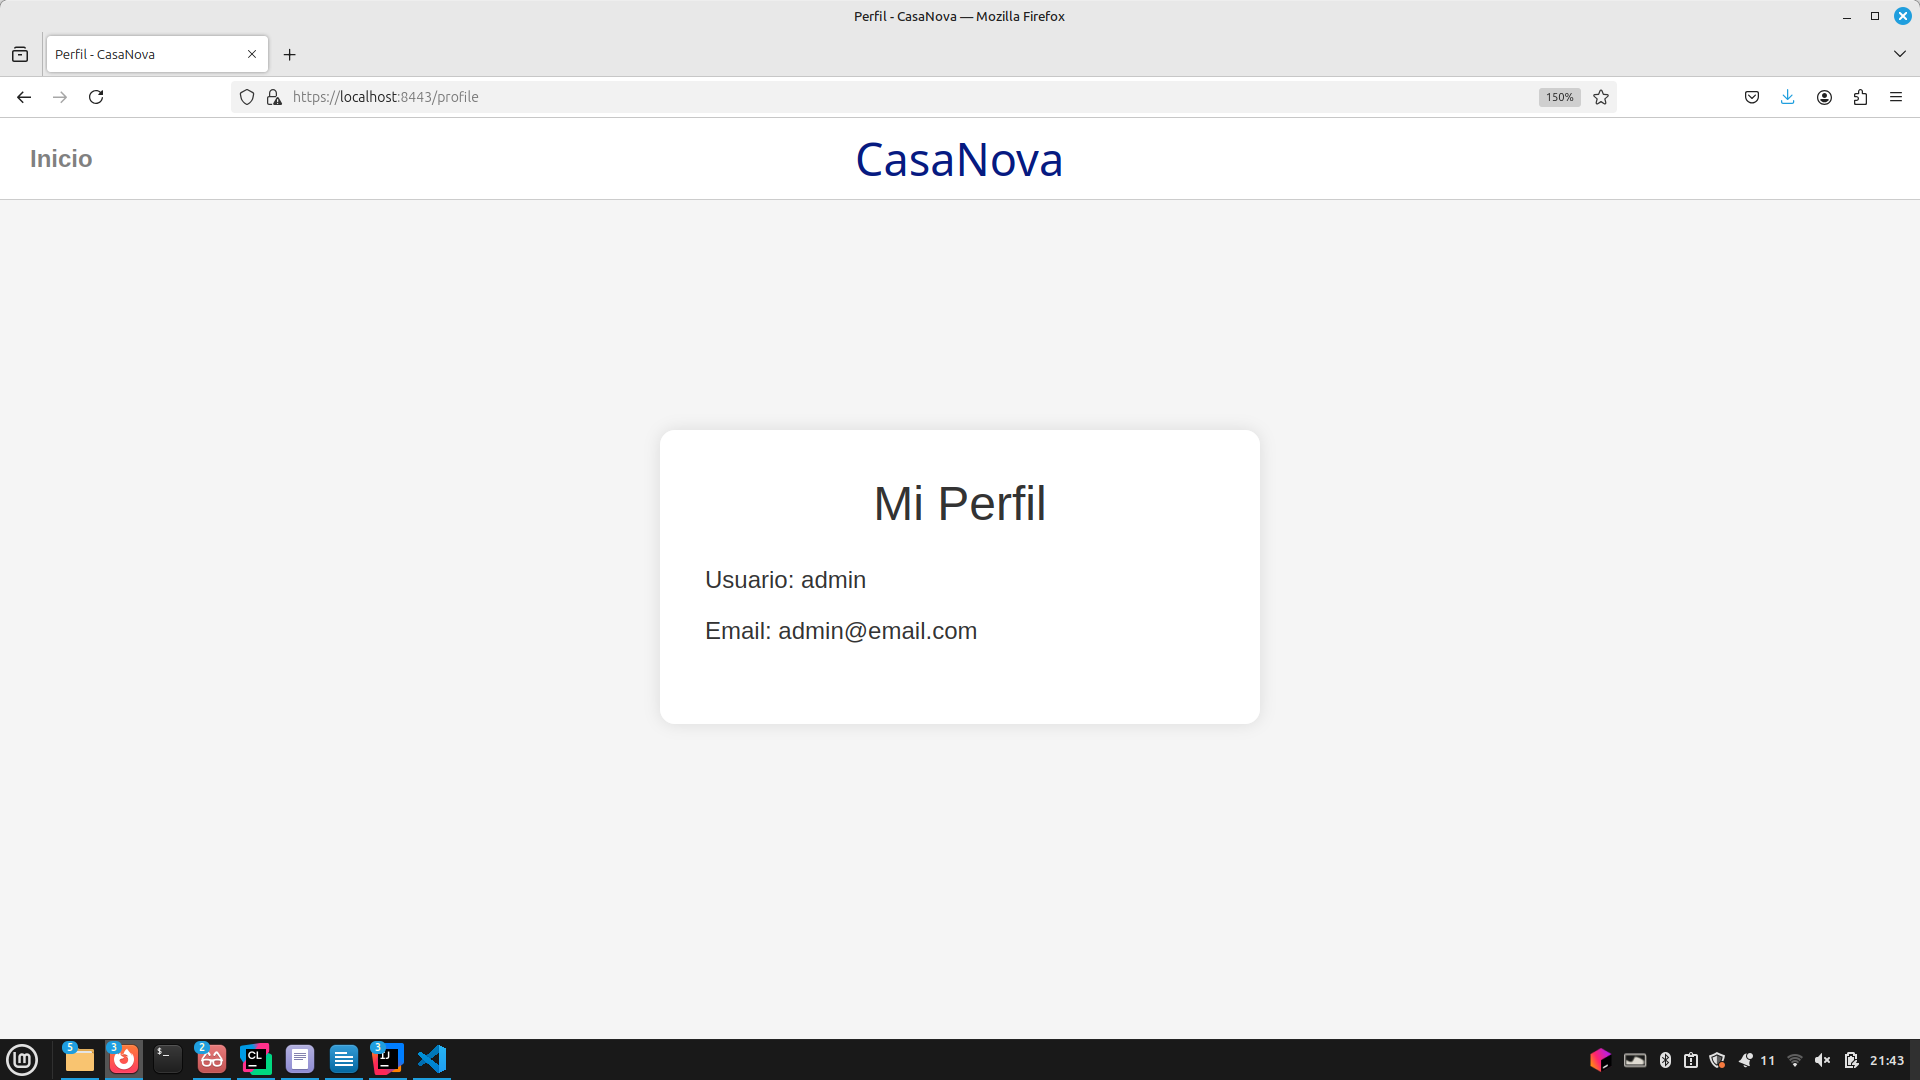 Perfil - CasaNova — Mozilla Firefox
Perfil - CasaNova
https://localhost:8443/profile
150%
Inicio
CasaNova
Mi Perfil
Usuario: admin
Email: admin@email.com
5
3
$_
2
CL
3
IJ
11
21:43